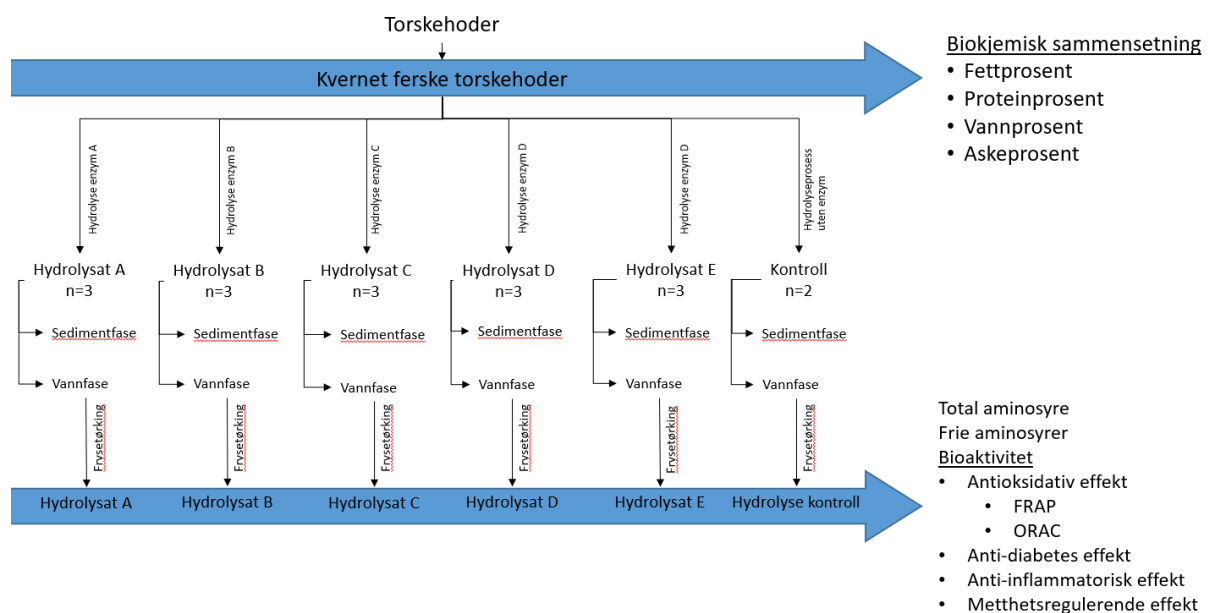 Torskehoder
Kvernet ferske torskehoder
Biokjemisk sammensetning
• Fettprosent
• Proteinprosent
• Vannprosent
• Askeprosent
Hydrolyse enzym A
Hydrolyse enzym B
Hydrolyse enzym C
Hydrolyse enzym D
Hydrolyse enzym D
Hydrolyseprosess
uten enzym
Hydrolysat A
n=3
Hydrolysat B
n=3
Hydrolysat C
n=3
Hydrolysat D
n=3
Hydrolysat E
n=3
Kontroll
n=2
Sedimentfase
Sedimentfase
Sedimentfase
Sedimentfase
Sedimentfase
Sedimentfase
Vannfase
Vannfase
Vannfase
Vannfase
Vannfase
Vannfase
Frysetørking
Frysetørking
Frysetørking
Frysetørking
Frysetørking
Frysetørking
Hydrolysat A
Hydrolysat B
Hydrolysat C
Hydrolysat D
Hydrolysat E
Hydrolyse kontroll
Total aminosyre
Frie aminosyrer
Bioaktivitet
• Antioksidativ effekt
• FRAP
• ORAC
• Anti-diabetes effekt
• Anti-inflammatorisk effekt
• Metthetsregulerende effekt